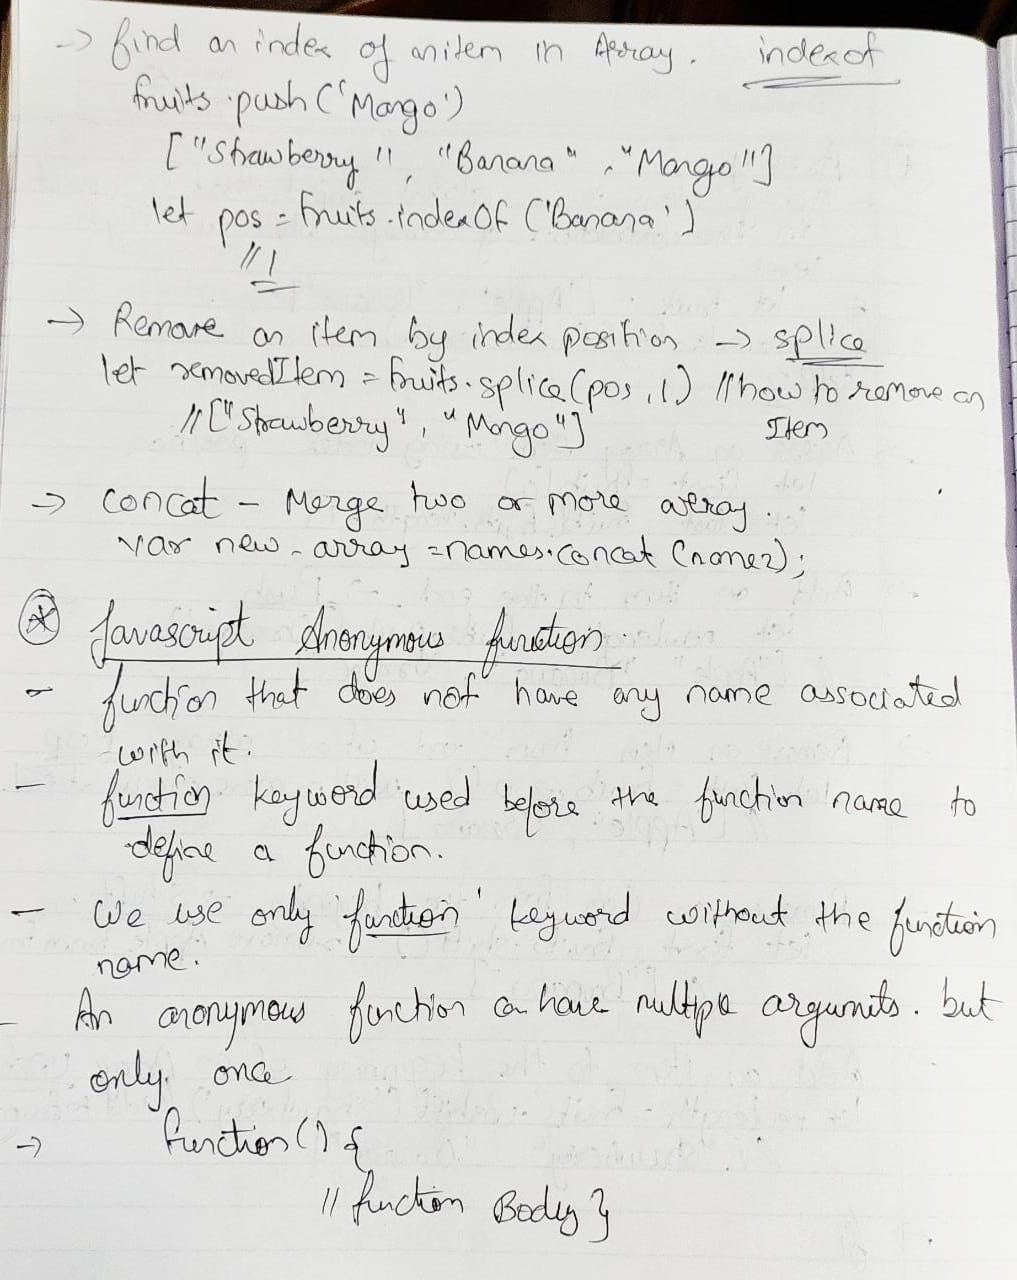 -> find an index of an item in Array. indexof
fruits.push('Mango')
["Strawberry", "Banana", "Mango"]
let pos = fruits.indexOf('Banana')
//1
-> Remove an item by index position -> splice
let removedItem = fruits.splice(pos,1) //how to remove an
Item
//["Strawberry", "Mango"]
-> concat - Merge two or more array.
var new_array = names.concat(name2);
* Javascript Anonymous function.
- function that does not have any name associated
with it.
- function keyword used before the function name to
define a function.
- We use only 'function' keyword without the function
name.
- An anonymous function can have multiple arguments. but
only once
-> function() {
// function Body }